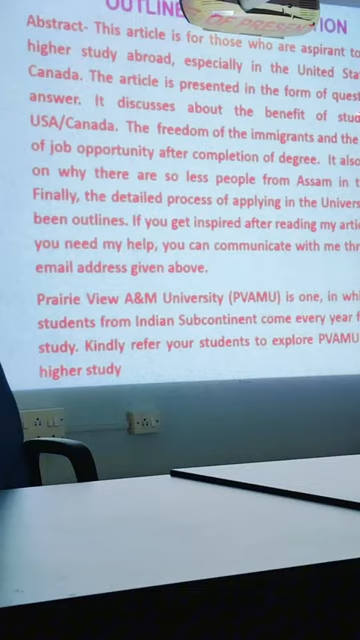 OUTLINE OF PRESEN ION
Abstract- This article is for those who are aspirant to
higher study abroad, especially in the United Sta
Canada. The article is presented in the form of quest
answer. It discusses about the benefit of stud
USA/Canada. The freedom of the immigrants and the
of job opportunity after completion of degree. It also
on why there are so less people from Assam in t
Finally, the detailed process of applying in the Univers
been outlines. If you get inspired after reading my arti
you need my help, you can communicate with me thr
email address given above.
Prairie View A&M University (PVAMU) is one, in whi
students from Indian Subcontinent come every year f
study. Kindly refer your students to explore PVAMU
higher study